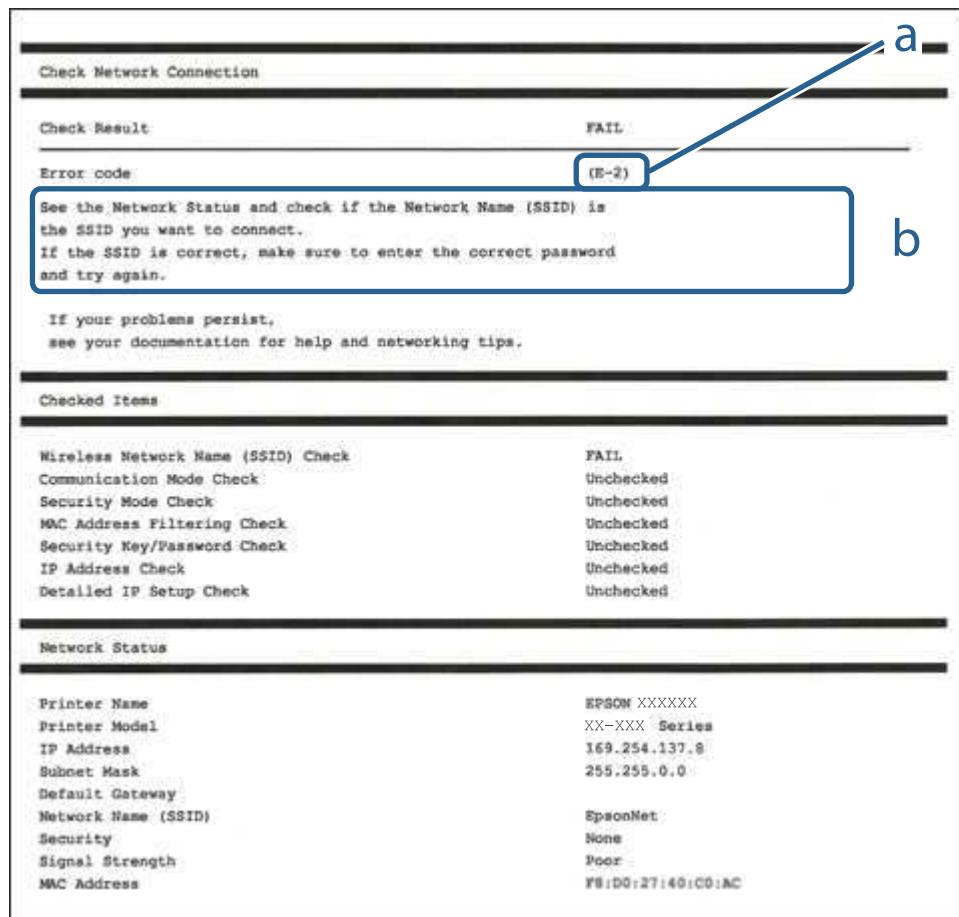 a
Check Network Connection
Check Result FAIL
Error code (E-2)
See the Network Status and check if the Network Name (SSID) is
the SSID you want to connect.
If the SSID is correct, make sure to enter the correct password
and try again.
b
If your problems persist,
see your documentation for help and networking tips.
Checked Items
Wireless Network Name (SSID) Check FAIL
Communication Mode Check Unchecked
Security Mode Check Unchecked
MAC Address Filtering Check Unchecked
Security Key/Password Check Unchecked
IP Address Check Unchecked
Detailed IP Setup Check Unchecked
Network Status
Printer Name EPSON XXXXXX
Printer Model XX-XXX Series
IP Address 169.254.137.8
Subnet Mask 255.255.0.0
Default Gateway
Network Name (SSID) EpsonNet
Security None
Signal Strength Poor
MAC Address F8:D0:27:40:C0:AC